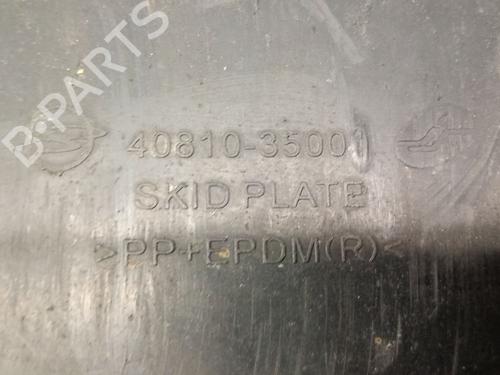 B-PARTS
40810-35001
SKID PLATE
>PP+EPDM(R)<